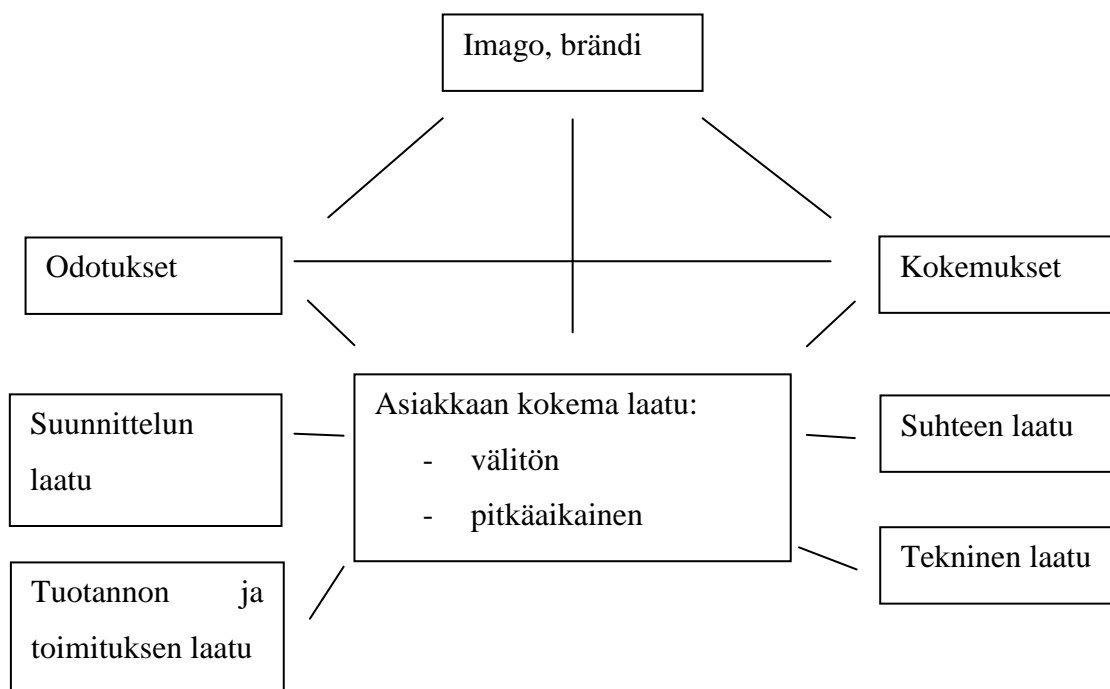 Imago, brändi
Odotukset
Kokemukset
Asiakkaan kokema laatu:
- välitön
- pitkäaikainen
Suunnittelun
laatu
Suhteen laatu
Tuotannon ja
toimituksen laatu
Tekninen laatu